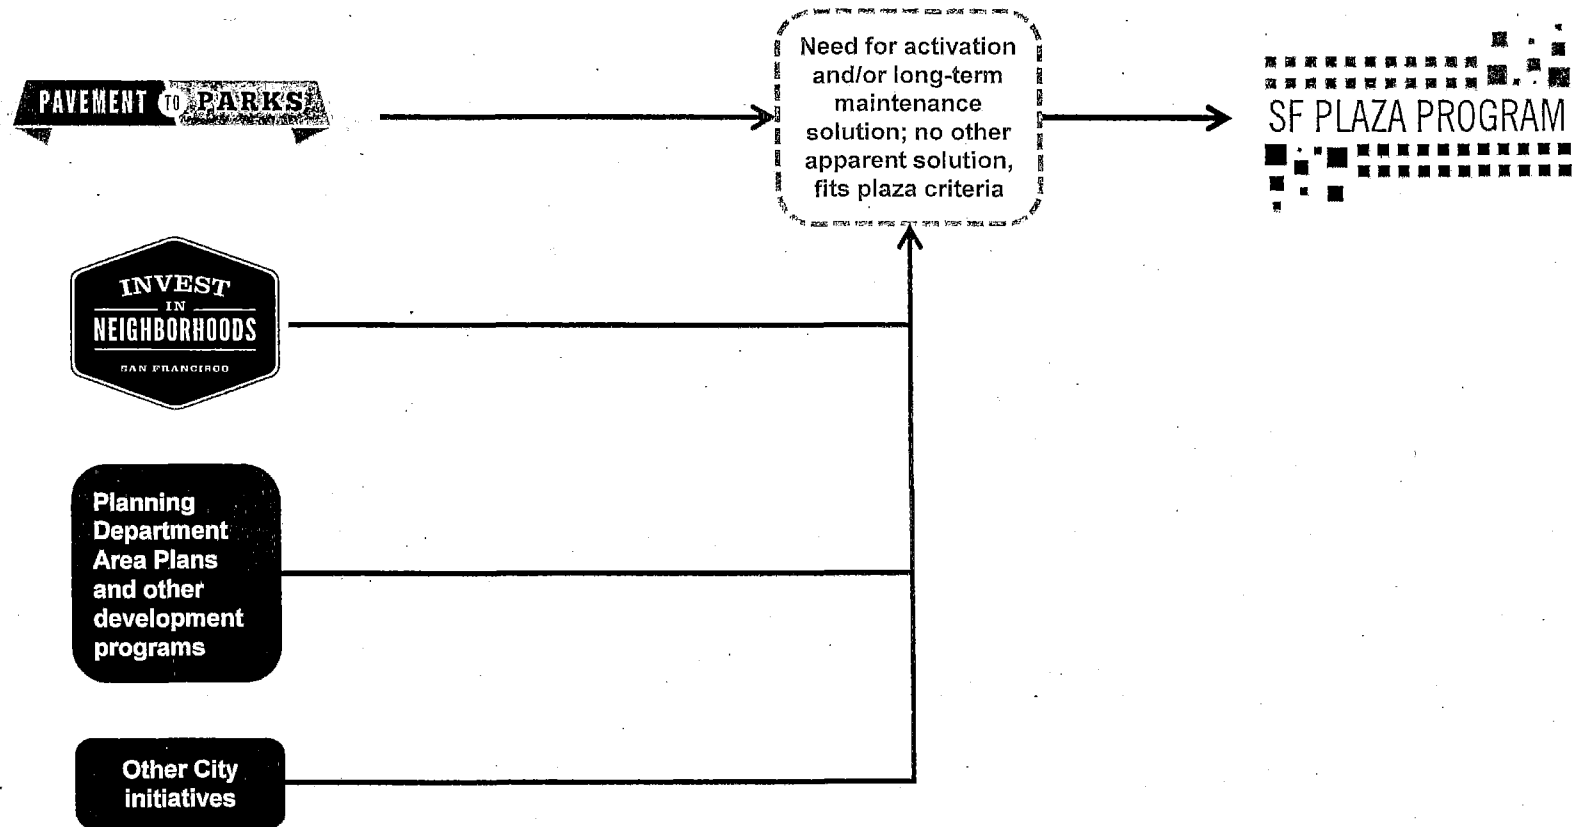 PAVEMENT TO PARKS
Need for activation
and/or long-term
maintenance
solution; no other
apparent solution,
fits plaza criteria
SF PLAZA PROGRAM
INVEST
IN
NEIGHBORHOODS
SAN FRANCISCO
Planning
Department
Area Plans
and other
development
programs
Other City
initiatives